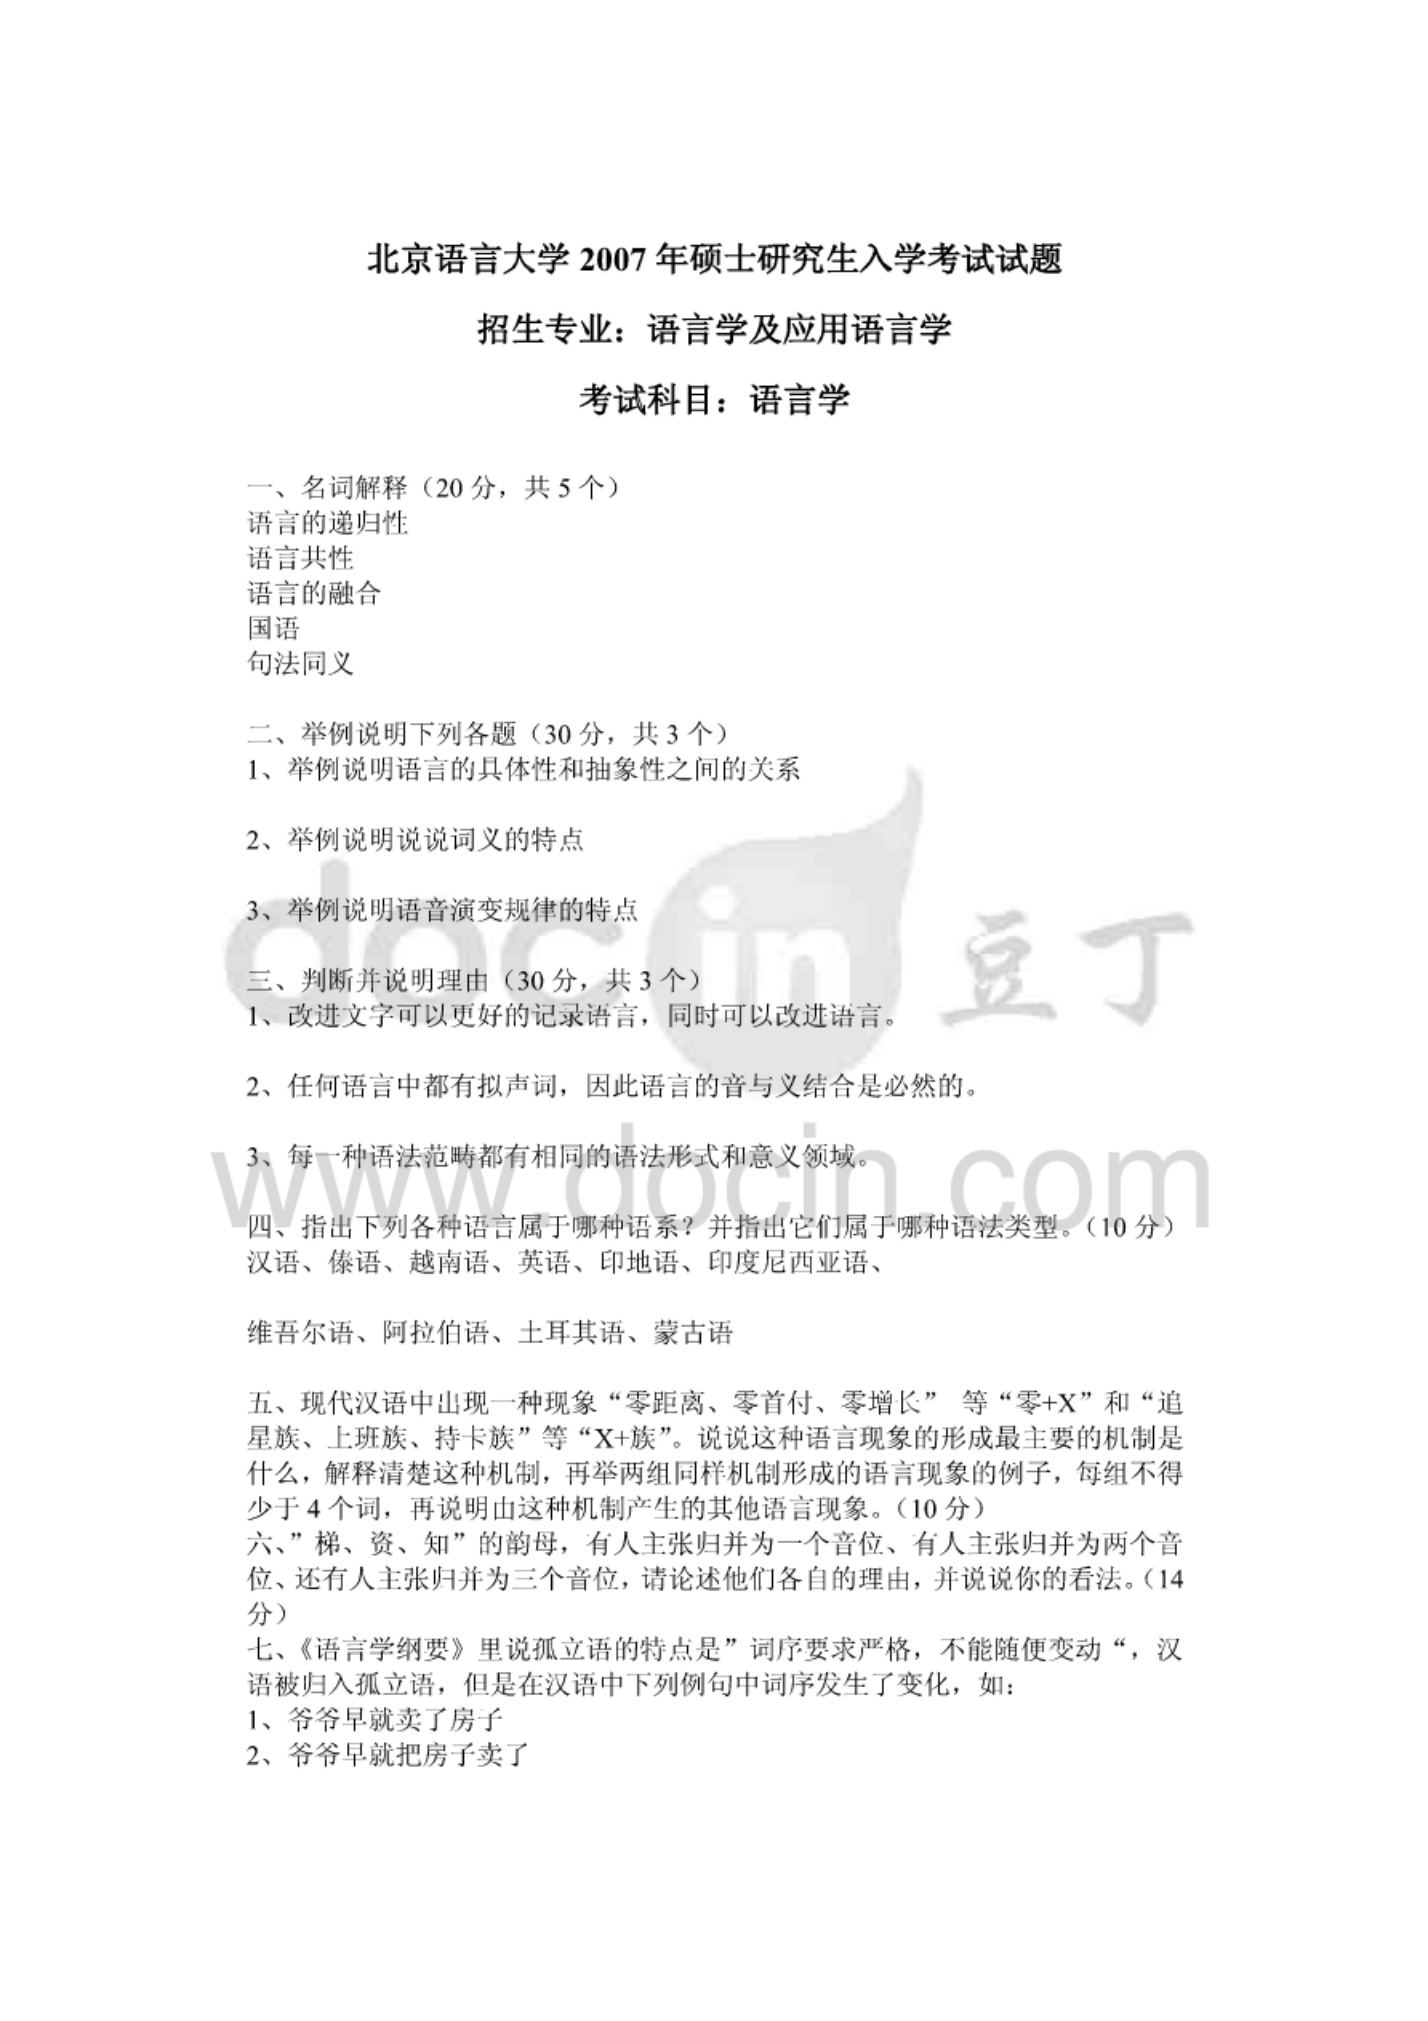 北京语言大学 2007 年硕士研究生入学考试试题
招生专业：语言学及应用语言学
考试科目：语言学
一、名词解释（20 分，共 5 个）
语言的递归性
语言共性
语言的融合
国语
句法同义
二、举例说明下列各题（30 分，共 3 个）
1、举例说明语言的具体性和抽象性之间的关系
2、举例说明说说词义的特点
3、举例说明语音演变规律的特点
doc in 豆丁
三、判断并说明理由（30 分，共 3 个）
1、改进文字可以更好的记录语言，同时可以改进语言。
2、任何语言中都有拟声词，因此语言的音与义结合是必然的。
3、每一种语法范畴都有相同的语法形式和意义领域。
www.docin.com
四、指出下列各种语言属于哪种语系？并指出它们属于哪种语法类型。（10 分）
汉语、傣语、越南语、英语、印地语、印度尼西亚语、
维吾尔语、阿拉伯语、土耳其语、蒙古语
五、现代汉语中出现一种现象“零距离、零首付、零增长” 等“零+X”和“追
星族、上班族、持卡族”等“X+族”。说说这种语言现象的形成最主要的机制是
什么，解释清楚这种机制，再举两组同样机制形成的语言现象的例子，每组不得
少于 4 个词，再说明由这种机制产生的其他语言现象。（10 分）
六、”梯、资、知”的韵母，有人主张归并为一个音位、有人主张归并为两个音
位、还有人主张归并为三个音位，请论述他们各自的理由，并说说你的看法。（14
分）
七、《语言学纲要》里说孤立语的特点是”词序要求严格，不能随便变动“，汉
语被归入孤立语，但是在汉语中下列例句中词序发生了变化，如：
1、爷爷早就卖了房子
2、爷爷早就把房子卖了